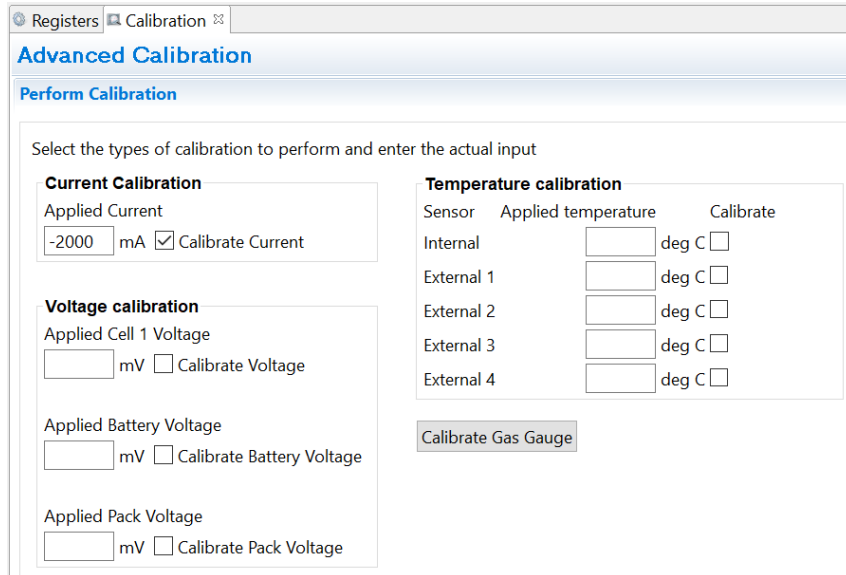 Registers Calibration
Advanced Calibration
Perform Calibration
Select the types of calibration to perform and enter the actual input
Current Calibration
Applied Current
-2000 mA Calibrate Current
Voltage calibration
Applied Cell 1 Voltage
mV Calibrate Voltage
Applied Battery Voltage
mV Calibrate Battery Voltage
Applied Pack Voltage
mV Calibrate Pack Voltage
Temperature calibration
Sensor Applied temperature Calibrate
Internal deg C
External 1 deg C
External 2 deg C
External 3 deg C
External 4 deg C
Calibrate Gas Gauge